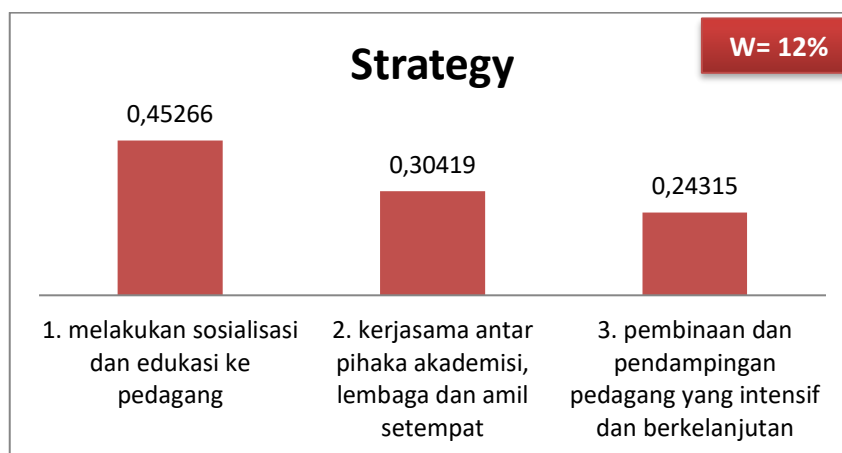 Strategy
W= 12%
0,45266
0,30419
0,24315
1. melakukan sosialisasi
dan edukasi ke
pedagang
2. kerjasama antar
pihaka akademisi,
lembaga dan amil
setempat
3. pembinaan dan
pendampingan
pedagang yang intensif
dan berkelanjutan